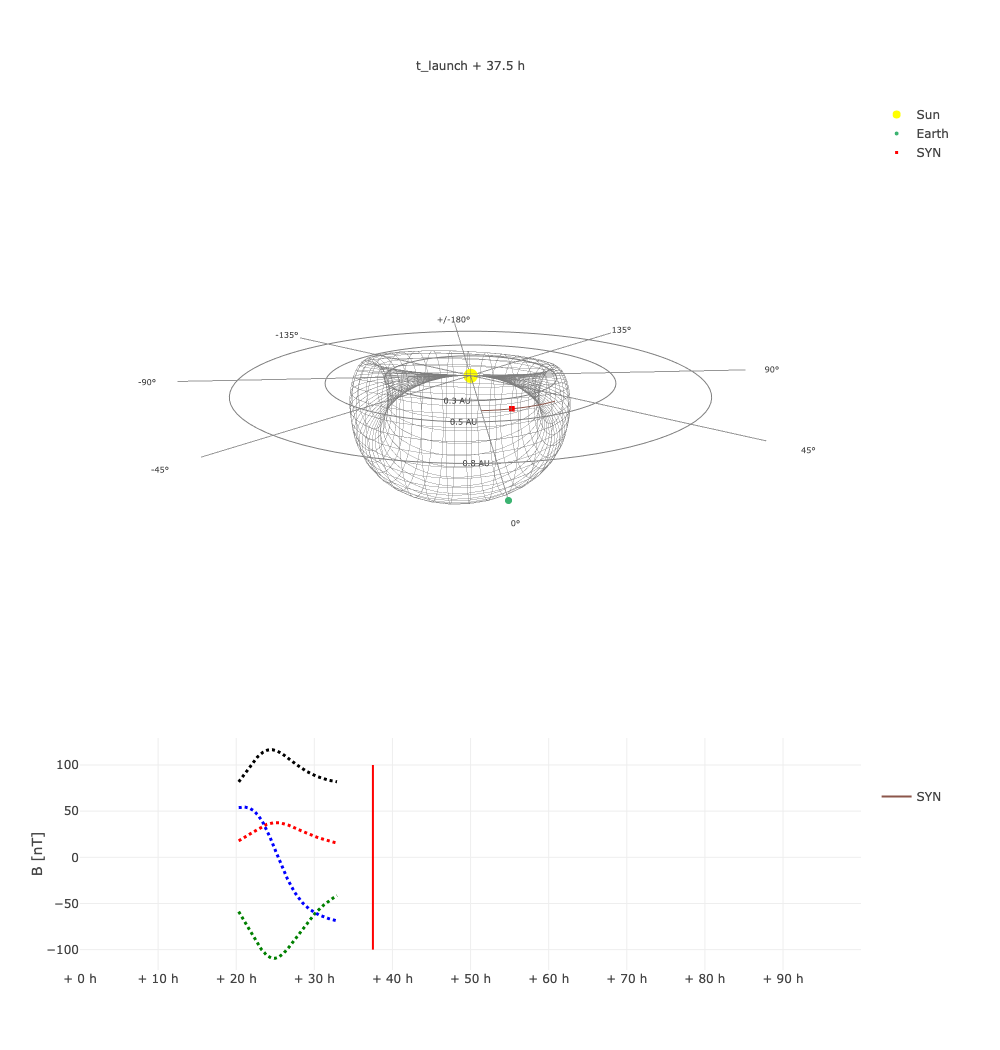 t_launch + 37.5 h
Sun
Earth
SYN
+/-180°
-135°
135°
-90°
90°
0.3 AU
0.5 AU
-45°
45°
0.8 AU
0°
B [nT]
100
50
0
−50
−100
+ 0 h
+ 10 h
+ 20 h
+ 30 h
+ 40 h
+ 50 h
+ 60 h
+ 70 h
+ 80 h
+ 90 h
SYN